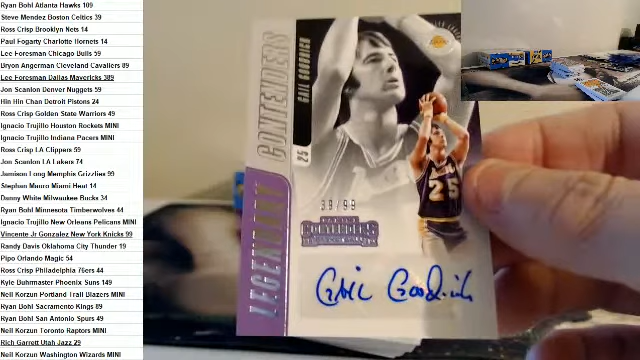 Ryan Bohl Atlanta Hawks 109
Steve Mendez Boston Celtics 39
Ross Crisp Brooklyn Nets 14
Paul Fogarty Charlotte Hornets 14
Lee Foresman Chicago Bulls 59
Bryon Angerman Cleveland Cavaliers 89
Lee Foresman Dallas Mavericks 389
Jon Scanlon Denver Nuggets 59
Hin Hin Chan Detroit Pistons 24
Ross Crisp Golden State Warriors 49
Ignacio Trujillo Houston Rockets MINI
Ignacio Trujillo Indiana Pacers MINI
Ross Crisp LA Clippers 59
Jon Scanlon LA Lakers 74
Jamison Long Memphis Grizzlies 99
Stephan Mauro Miami Heat 14
Danny White Milwaukee Bucks 34
Ryan Bohl Minnesota Timberwolves 44
Ignacio Trujillo New Orleans Pelicans MINI
Vincente Jr Gonzalez New York Knicks 99
Randy Davis Oklahoma City Thunder 19
Pipo Orlando Magic 54
Ross Crisp Philadelphia 76ers 44
Kyle Buhrmaster Phoenix Suns 149
Neil Korzun Portland Trail Blazers MINI
Ryan Bohl Sacramento Kings 89
Ryan Bohl San Antonio Spurs 49
Neil Korzun Toronto Raptors MINI
Rich Garrett Utah Jazz 29
Neil Korzun Washington Wizards MINI
LEGENDARY CONTENDERS
25 GAIL GOODRICH
25
39/99
CONTENDERS
Gail Goodrich